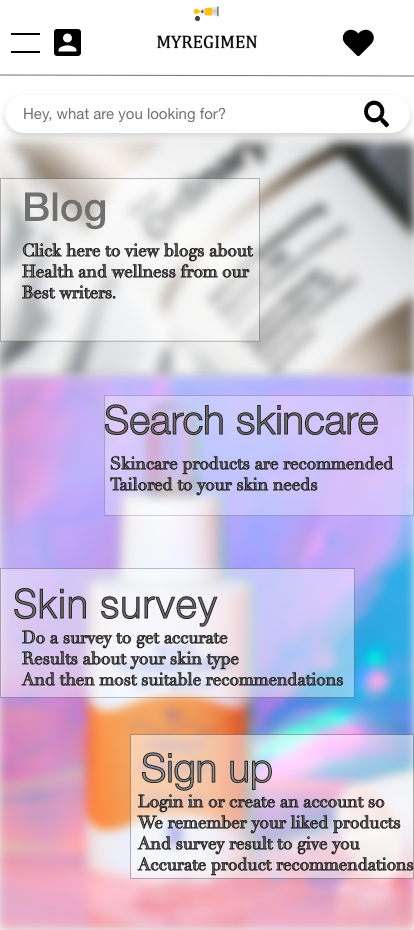 MYREGIMEN
Hey, what are you looking for?
Blog
Click here to view blogs about
Health and wellness from our
Best writers.
Search skincare
Skincare products are recommended
Tailored to your skin needs
Skin survey
Do a survey to get accurate
Results about your skin type
And then most suitable recommendations
Sign up
Login in or create an account so
We remember your liked products
And survey result to give you
Accurate product recommendations